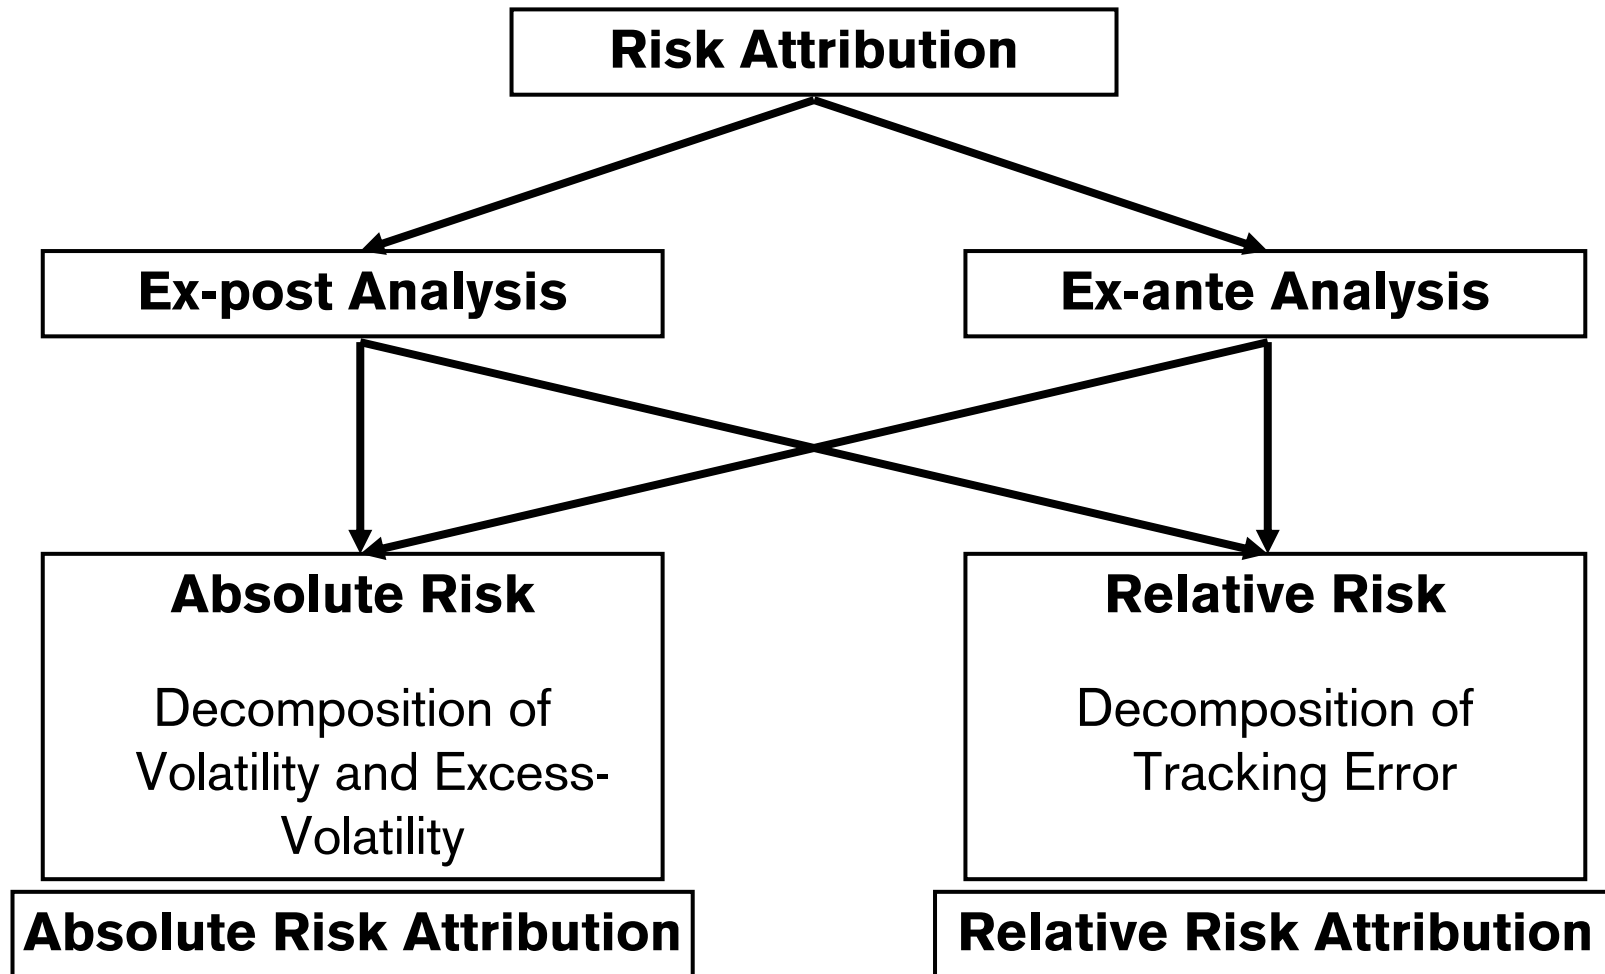 Risk Attribution
Ex-post Analysis
Ex-ante Analysis
Absolute Risk
Decomposition of
Volatility and Excess-
Volatility
Relative Risk
Decomposition of
Tracking Error
Absolute Risk Attribution
Relative Risk Attribution